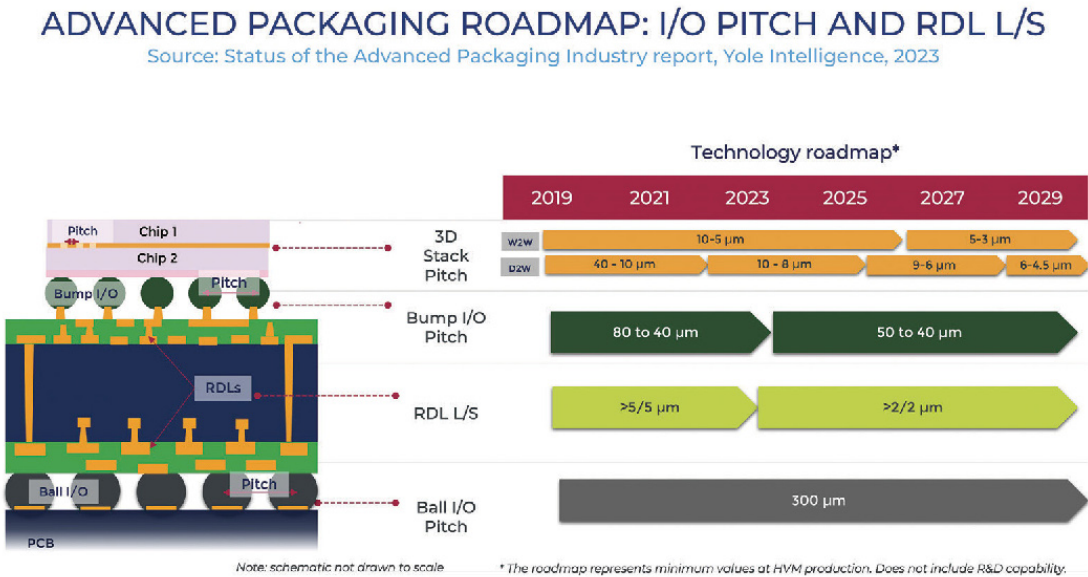 ADVANCED PACKAGING ROADMAP: I/O PITCH AND RDL L/S
Source: Status of the Advanced Packaging Industry report, Yole Intelligence, 2023
Technology roadmap*
2019 2021 2023 2025 2027 2029
Pitch
Chip 1
Chip 2
Pitch
Bump I/O
RDLs
Ball I/O
Pitch
PCB
3D
Stack
Pitch
W2W
10-5 µm
5-3 µm
D2W
40 - 10 µm
10 - 8 µm
9-6 µm
6-4.5 µm
Bump I/O
Pitch
80 to 40 µm
50 to 40 µm
RDL L/S
>5/5 µm
>2/2 µm
Ball I/O
Pitch
300 µm
Note: schematic not drawn to scale
* The roadmap represents minimum values at HVM production. Does not include R&D capability.